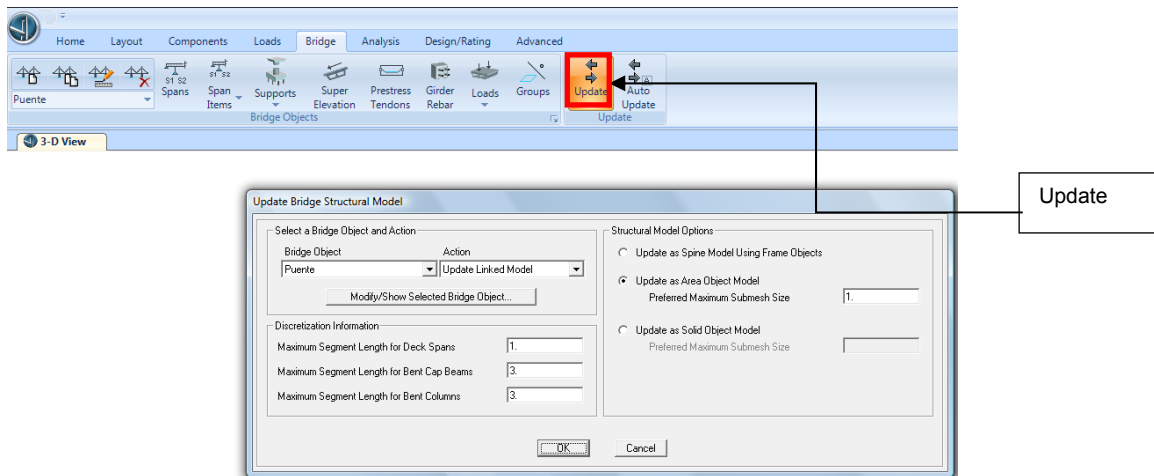 Home Layout Components Loads Bridge Analysis Design/Rating Advanced
Puente
S1 S2
Spans
S1 S2
Span
Items
Supports
Super
Elevation
Prestress
Tendons
Girder
Rebar
Loads
Groups
Update
Auto
Update
Bridge Objects
Update
3-D View
Update
Update Bridge Structural Model
Select a Bridge Object and Action
Bridge Object Action
Puente Update Linked Model
Modify/Show Selected Bridge Object...
Discretization Information
Maximum Segment Length for Deck Spans 1.
Maximum Segment Length for Bent Cap Beams 3.
Maximum Segment Length for Bent Columns 3.
Structural Model Options
Update as Spine Model Using Frame Objects
Update as Area Object Model
Preferred Maximum Submesh Size 1.
Update as Solid Object Model
Preferred Maximum Submesh Size
OK Cancel